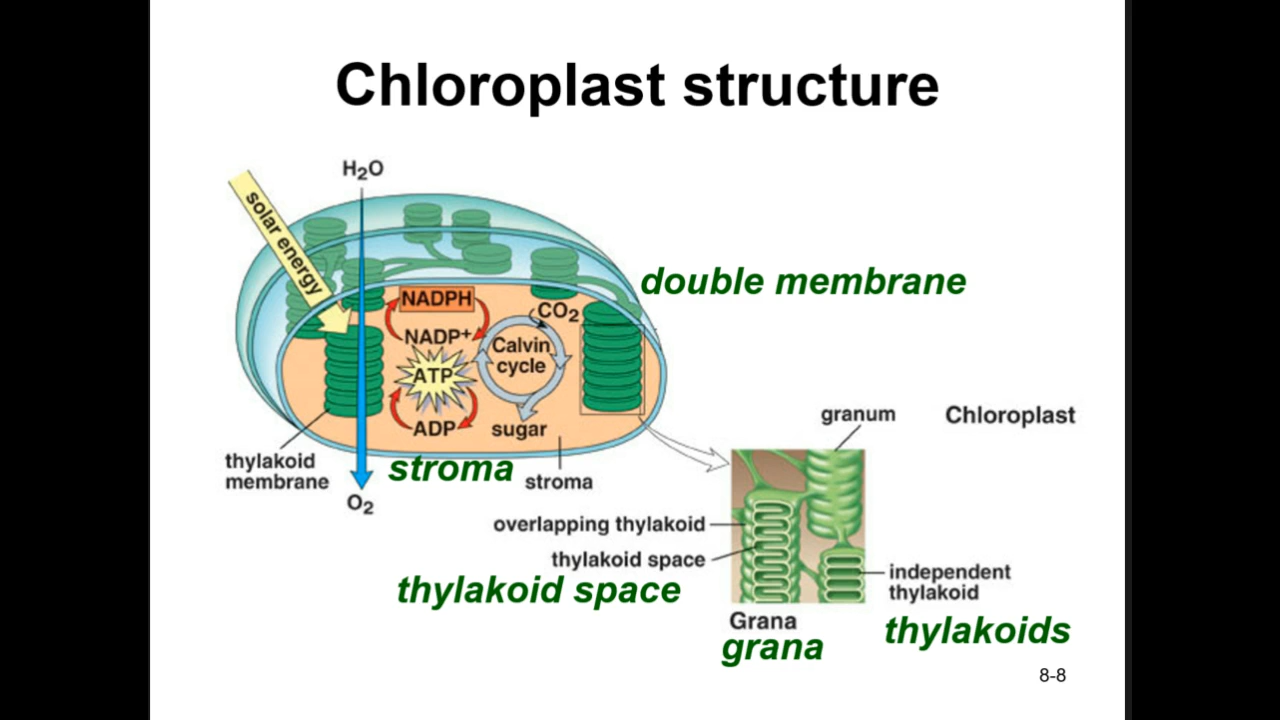 Chloroplast structure
H₂O
solar energy
double membrane
NADPH
CO₂
NADP⁺
Calvin
cycle
ATP
ADP
sugar
granum
Chloroplast
thylakoid
membrane
stroma
stroma
O₂
overlapping thylakoid
thylakoid space
thylakoid space
independent
thylakoid
Grana
grana
thylakoids
8-8